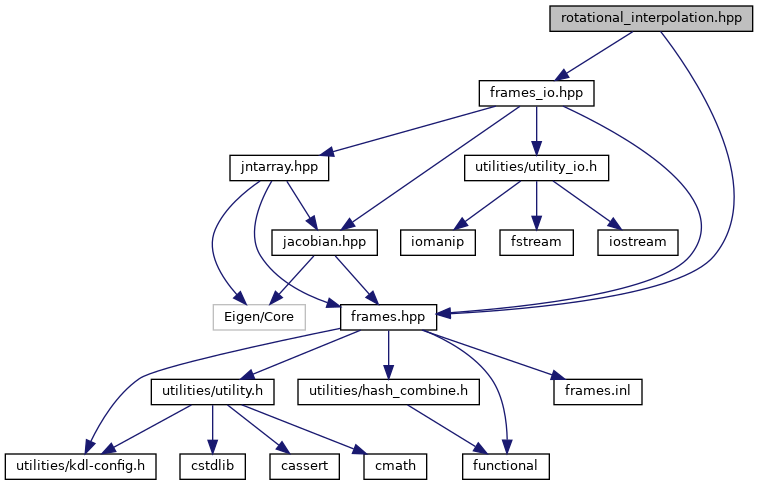 rotational_interpolation.hpp
frames_io.hpp
jntarray.hpp
utilities/utility_io.h
jacobian.hpp
iomanip
fstream
iostream
Eigen/Core
frames.hpp
utilities/utility.h
utilities/hash_combine.h
frames.inl
utilities/kdl-config.h
cstdlib
cassert
cmath
functional